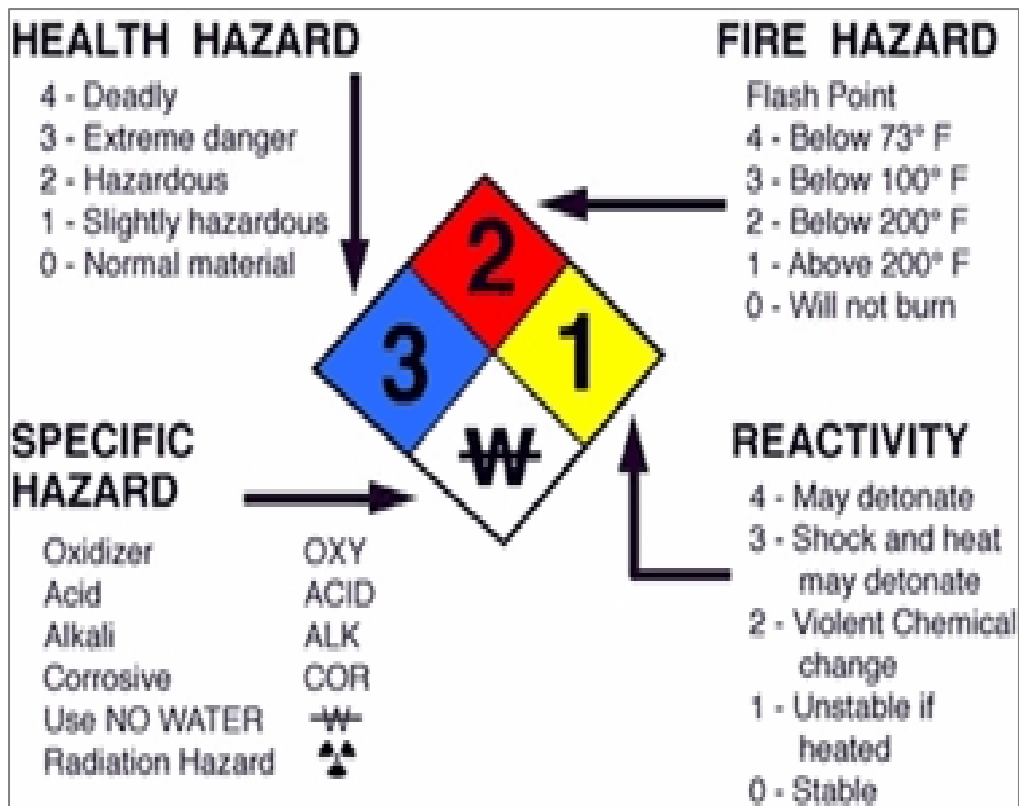 HEALTH HAZARD
4 - Deadly
3 - Extreme danger
2 - Hazardous
1 - Slightly hazardous
0 - Normal material
FIRE HAZARD
Flash Point
4 - Below 73° F
3 - Below 100° F
2 - Below 200° F
1 - Above 200° F
0 - Will not burn
2
3
1
W
SPECIFIC
HAZARD
Oxidizer OXY
Acid ACID
Alkali ALK
Corrosive COR
Use NO WATER W
Radiation Hazard
REACTIVITY
4 - May detonate
3 - Shock and heat
may detonate
2 - Violent Chemical
change
1 - Unstable if
heated
0 - Stable